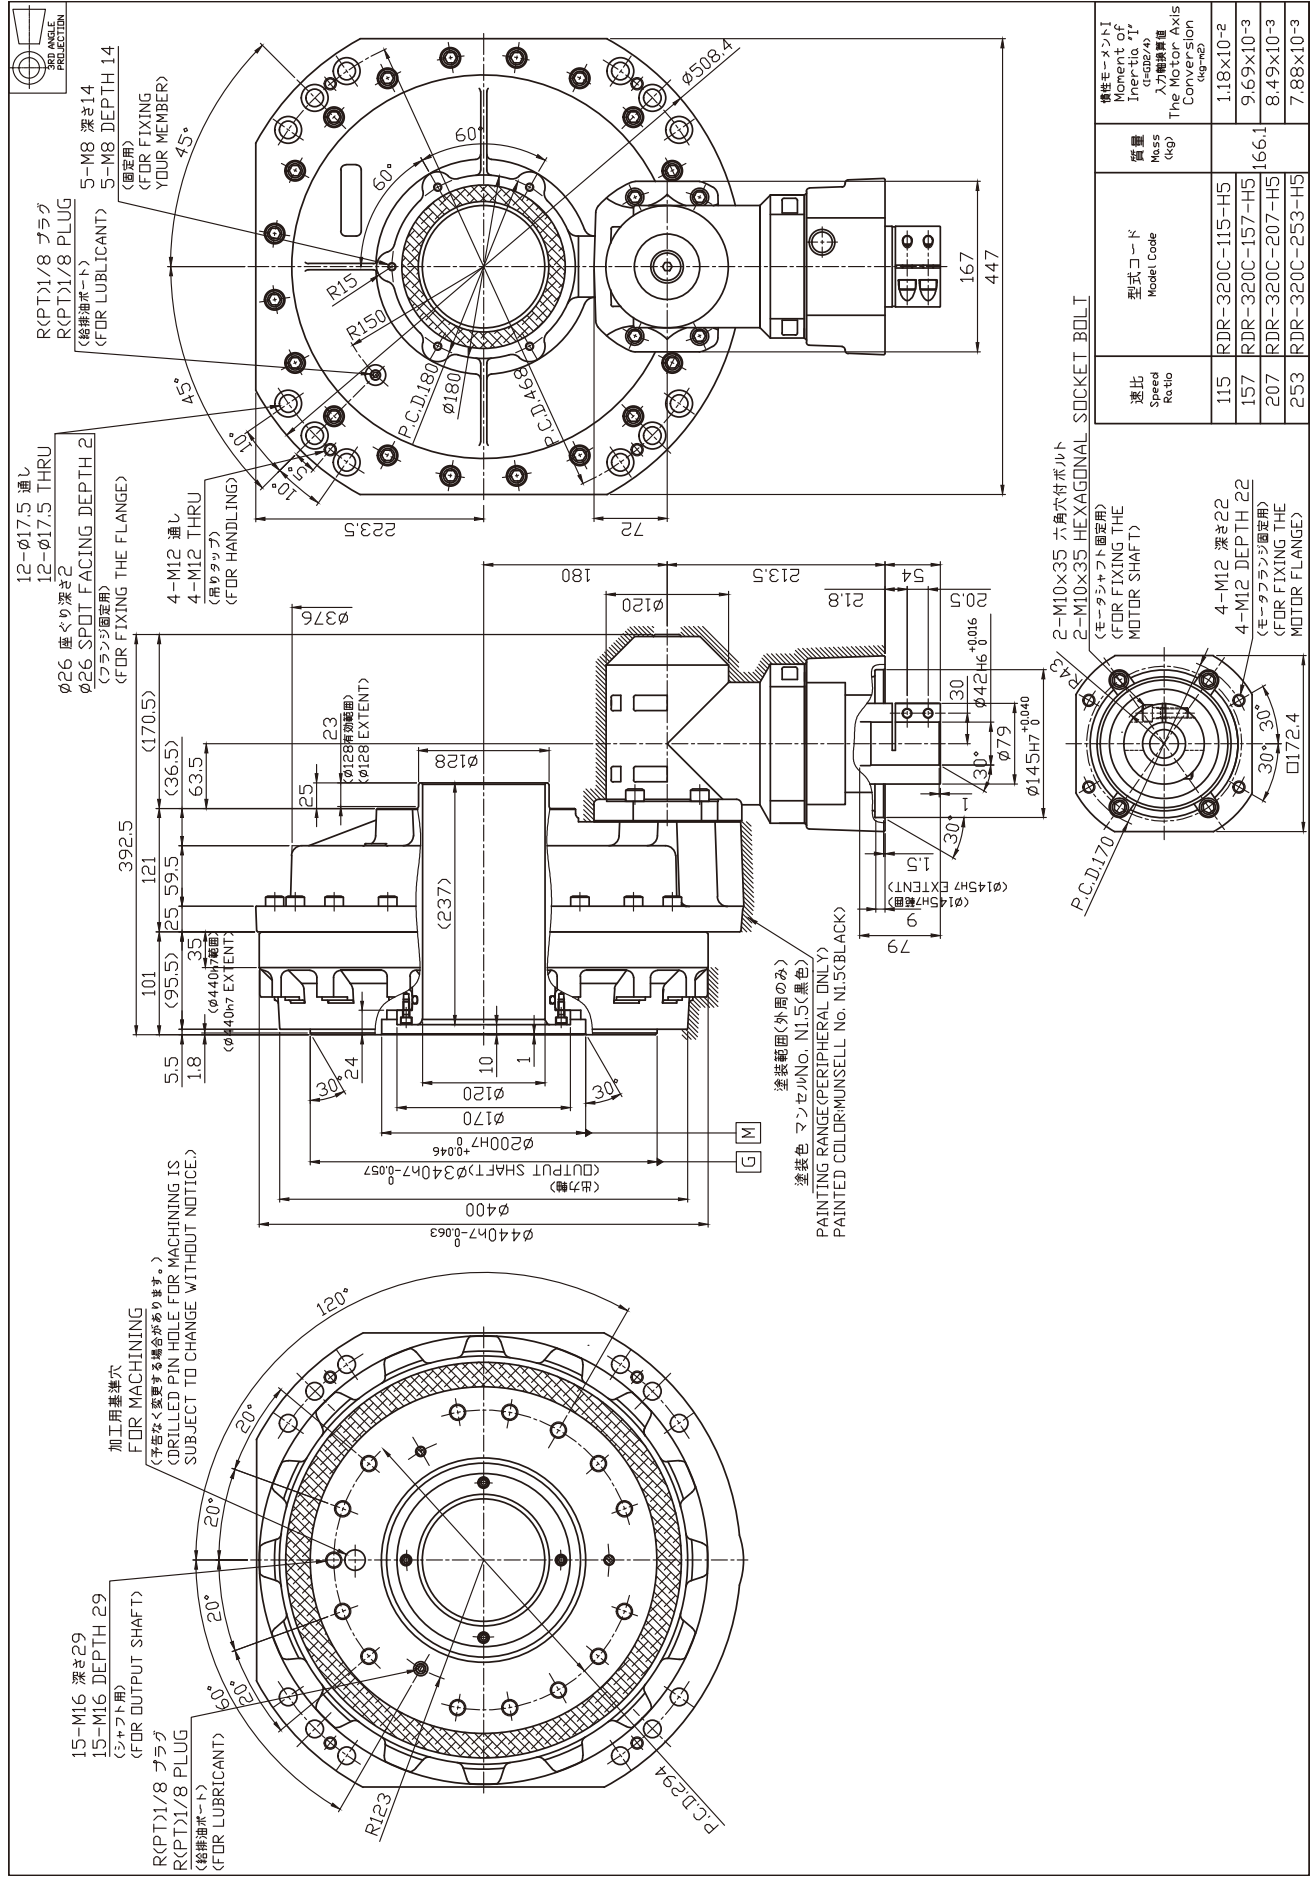 3RD ANGLE
PROJECTION
R(PT)1/8 プラグ
R(PT)1/8 PLUG
(給排油ポート)
(FOR LUBLICANT)
5-M8 深さ14
5-M8 DEPTH 14
(固定用)
(FOR FIXING
YOUR MEMBER)
12-Ø17.5 通し
12-Ø17.5 THRU
Ø26 座ぐり深さ2
Ø26 SPOT FACING DEPTH 2
(フランジ固定用)
(FOR FIXING THE FLANGE)
4-M12 通し
4-M12 THRU
(吊りタップ)
(FOR HANDLING)
45°
45°
10°
5°
10°
60°
60°
R15
R150
P.C.D.180
Ø180
P.C.D.468
Ø508.4
223.5
72
167
447
392.5
(170.5)
(36.5)
63.5
121
59.5
25
101
(95.5)
35
(Ø440h7範囲)
(Ø440h7 EXTENT)
5.5
1.8
Ø376
23
(Ø128有効範囲)
(Ø128 EXTENT)
25
Ø128
(237)
24
10
1
30°
30°
Ø120
Ø170
Ø200H7 +0.046 0
(出力軸)
(OUTPUT SHAFT)Ø340h7 0 -0.057
Ø400
Ø440h7 0 -0.063
G
M
180
213.5
54
Ø120
21.8
20.5
30
Ø42H6 +0.016 0
Ø79
Ø145H7 +0.040 0
30°
1
30°
1.5
(Ø145H7範囲)
(Ø145H7 EXTENT)
9
79
塗装範囲(外周のみ)
塗装色 マンセルNo. N1.5(黒色)
PAINTING RANGE(PERIPHERAL ONLY)
PAINTED COLOR:MUNSELL No. N1.5(BLACK)
2-M10x35 六角穴付ボルト
2-M10x35 HEXAGONAL SOCKET BOLT
(モータシャフト固定用)
(FOR FIXING THE
MOTOR SHAFT)
4-M12 深さ22
4-M12 DEPTH 22
(モータフランジ固定用)
(FOR FIXING THE
MOTOR FLANGE)
R43
P.C.D.170
30°
30°
□172.4
15-M16 深さ29
15-M16 DEPTH 29
(シャフト用)
(FOR OUTPUT SHAFT)
R(PT)1/8 プラグ
R(PT)1/8 PLUG
(給排油ポート)
(FOR LUBRICANT)
加工用基準穴
FOR MACHINING
(予告なく変更する場合があります。)
(DRILLED PIN HOLE FOR MACHINING IS
SUBJECT TO CHANGE WITHOUT NOTICE.)
120°
20°
20°
20°
20°
60°
R123
P.C.D.294
速比
Speed
Ratio
型式コード
Model Code
質量
Mass
(kg)
慣性モーメントI
Moment of
Inertia "I"
(I=GD2/4)
入力軸換算値
The Motor Axis
Conversion
(kg-m2)
115 RDR-320C-115-H5 166.1 1.18x10-2
157 RDR-320C-157-H5 9.69x10-3
207 RDR-320C-207-H5 8.49x10-3
253 RDR-320C-253-H5 7.88x10-3